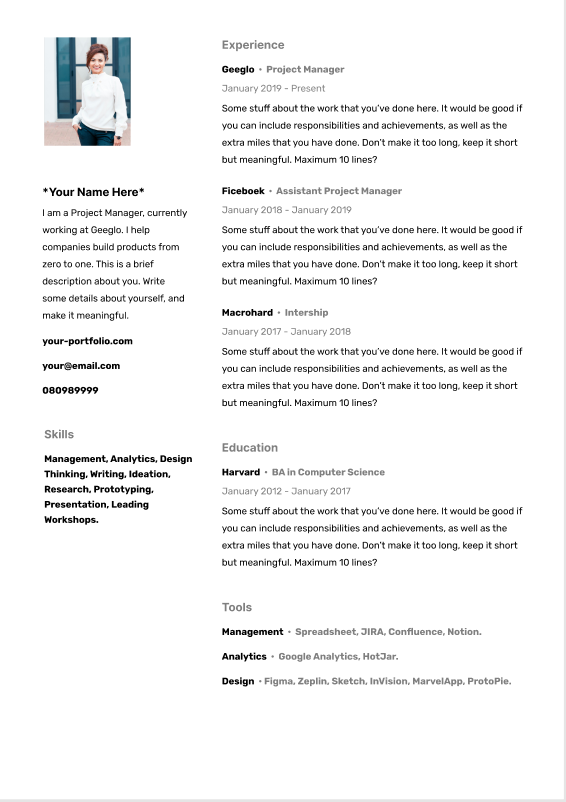 *Your Name Here*
I am a Project Manager, currently
working at Geeglo. I help
companies build products from
zero to one. This is a brief
description about you. Write
some details about yourself, and
make it meaningful.
your-portfolio.com
your@email.com
080989999
Skills
Management, Analytics, Design
Thinking, Writing, Ideation,
Research, Prototyping,
Presentation, Leading
Workshops.
Experience
Geeglo · Project Manager
January 2019 - Present
Some stuff about the work that you've done here. It would be good if
you can include responsibilities and achievements, as well as the
extra miles that you have done. Don't make it too long, keep it short
but meaningful. Maximum 10 lines?
Ficeboek · Assistant Project Manager
January 2018 - January 2019
Some stuff about the work that you've done here. It would be good if
you can include responsibilities and achievements, as well as the
extra miles that you have done. Don't make it too long, keep it short
but meaningful. Maximum 10 lines?
Macrohard · Intership
January 2017 - January 2018
Some stuff about the work that you've done here. It would be good if
you can include responsibilities and achievements, as well as the
extra miles that you have done. Don't make it too long, keep it short
but meaningful. Maximum 10 lines?
Education
Harvard · BA in Computer Science
January 2012 - January 2017
Some stuff about the work that you've done here. It would be good if
you can include responsibilities and achievements, as well as the
extra miles that you have done. Don't make it too long, keep it short
but meaningful. Maximum 10 lines?
Tools
Management · Spreadsheet, JIRA, Confluence, Notion.
Analytics · Google Analytics, HotJar.
Design · Figma, Zeplin, Sketch, InVision, MarvelApp, ProtoPie.